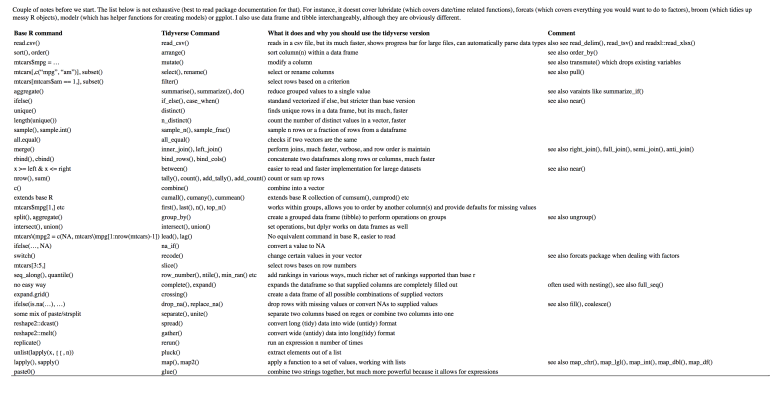 Couple of notes before we start. The list below is not exhaustive (best to read package documentation for that). For instance, it doesnt cover lubridate (which covers date/time related functions), forcats (which covers everything you would want to do to factors), broom (which tidies up
messy R objects), modelr (which has helper functions for creating models) or ggplot. I also use data frame and tibble interchangeably, although they are obviously different.
Base R command Tidyverse Command What it does and why you should use the tidyverse version Comment
read.csv() read_csv() reads in a csv file, but its much faster, shows progress bar for large files, can automatically parse data types also see read_delim(), read_tsv() and readxl::read_xlsx()
sort(), order() arrange() sort column(s) within a data frame see also order_by()
mtcars$mpg = ... mutate() modify a column see also transmute() which drops existing variables
mtcars[,c("mpg", "am")], subset() select(), rename() select or rename columns see also pull()
mtcars[mtcars$am == 1,], subset() filter() select rows based on a criterion
aggregate() summarise(), summarize(), do() reduce grouped values to a single value see also varaints like summarize_if()
ifelse() if_else(), case_when() standand vectorized if else, but stricter than base version see also near()
unique() distinct() finds unique rows in a data frame, but its much, faster
length(unique()) n_distinct() count the number of distinct values in a vector, faster
sample(), sample.int() sample_n(), sample_frac() sample n rows or a fraction of rows from a dataframe
all.equal() all_equal() checks if two vectors are the same
merge() inner_join(), left_join() perform joins, much faster, verbose, and row order is maintain see also right_join(), full_join(), semi_join(), anti_join()
rbind(), cbind() bind_rows(), bind_cols() concatenate two dataframes along rows or columns, much faster
x >= left & x <= right between() easier to read and faster implementation for larege datasets see also near()
nrow(), sum() tally(), count(), add_tally(), add_count() count or sum up rows
c() combine() combine into a vector
extends base R cumall(), cumany(), cummean() extends base R collection of cumsum(), cumprod() etc
mtcars$mpg[1,] etc first(), last(), n(), top_n() works within groups, allows you to order by another column(s) and provide defaults for missing values
split(), aggregate() group_by() create a grouped data frame (tibble) to perform operations on groups see also ungroup()
intersect(), union() intersect(), union() set operations, but dplyr works on data frames as well
mtcars\(mpg2 = c(NA, mtcars\)mpg[1:nrow(mtcars)-1]) lead(), lag() No equivalent command in base R, easier to read
ifelse(..., NA) na_if() convert a value to NA
switch() recode() change certain values in your vector see also forcats package when dealing with factors
mtcars[3:5,] slice() select rows based on row numbers
seq_along(), quantile() row_number(), ntile(), min_ran() etc add rankings in various ways, much richer set of rankings supported than base r
no easy way complete(), expand() expands the dataframe so that supplied columns are completely filled out often used with nesting(), see also full_seq()
expand.grid() crossing() create a data frame of all possible combinations of supplied vectors
ifelse(is.na(...), ...) drop_na(), replace_na() drop rows with missing values or convert NAs to supplied values see also fill(), coalesce()
some mix of paste/strsplit separate(), unite() separate two columns based on regex or combine two columns into one
reshape2::dcast() spread() convert long (tidy) data into wide (untidy) format
reshape2::melt() gather() convert wide (untidy) data into long(tidy) format
replicate() rerun() run an expression n number of times
unlist(lapply(x, `[[`, n)) pluck() extract elements out of a list
lapply(), sapply() map(), map2() apply a function to a set of values, working with lists see also map_chr(), map_lgl(), map_int(), map_dbl(), map_df()
paste0() glue() combine two strings together, but much more powerful because it allows for expressions